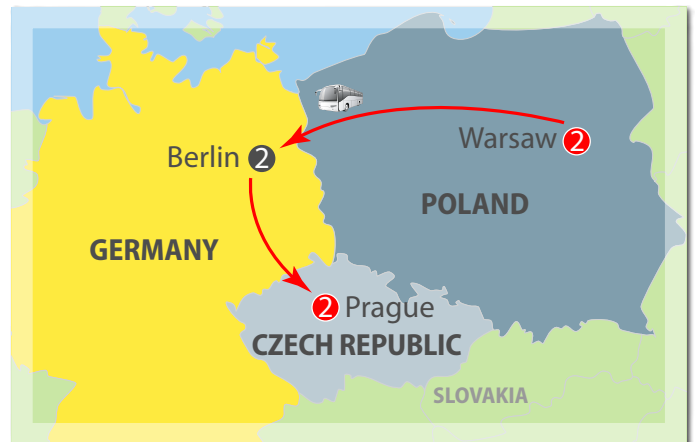 Warsaw 2
Berlin 2
POLAND
GERMANY
2 Prague
CZECH REPUBLIC
SLOVAKIA